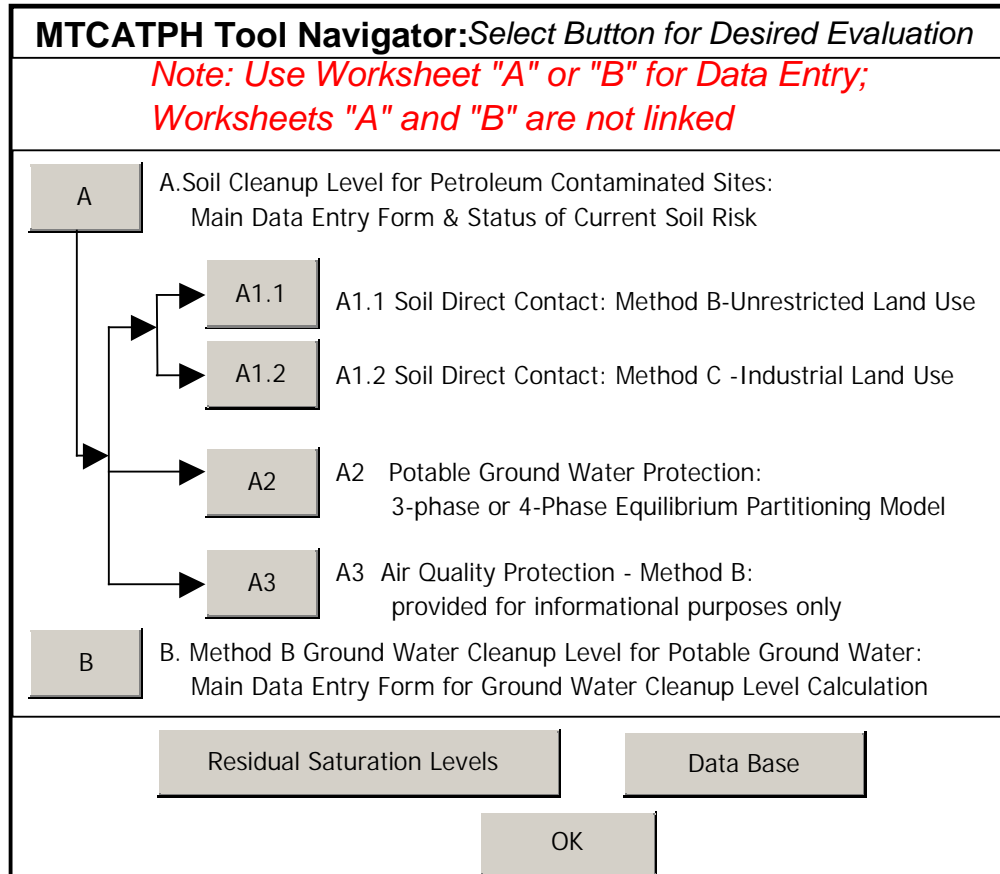 MTCATPH Tool Navigator:Select Button for Desired Evaluation
Note: Use Worksheet "A" or "B" for Data Entry;
Worksheets "A" and "B" are not linked
A
A.Soil Cleanup Level for Petroleum Contaminated Sites:
Main Data Entry Form & Status of Current Soil Risk
A1.1
A1.1 Soil Direct Contact: Method B-Unrestricted Land Use
A1.2
A1.2 Soil Direct Contact: Method C -Industrial Land Use
A2
A2 Potable Ground Water Protection:
3-phase or 4-Phase Equilibrium Partitioning Model
A3
A3 Air Quality Protection - Method B:
provided for informational purposes only
B
B. Method B Ground Water Cleanup Level for Potable Ground Water:
Main Data Entry Form for Ground Water Cleanup Level Calculation
Residual Saturation Levels
Data Base
OK